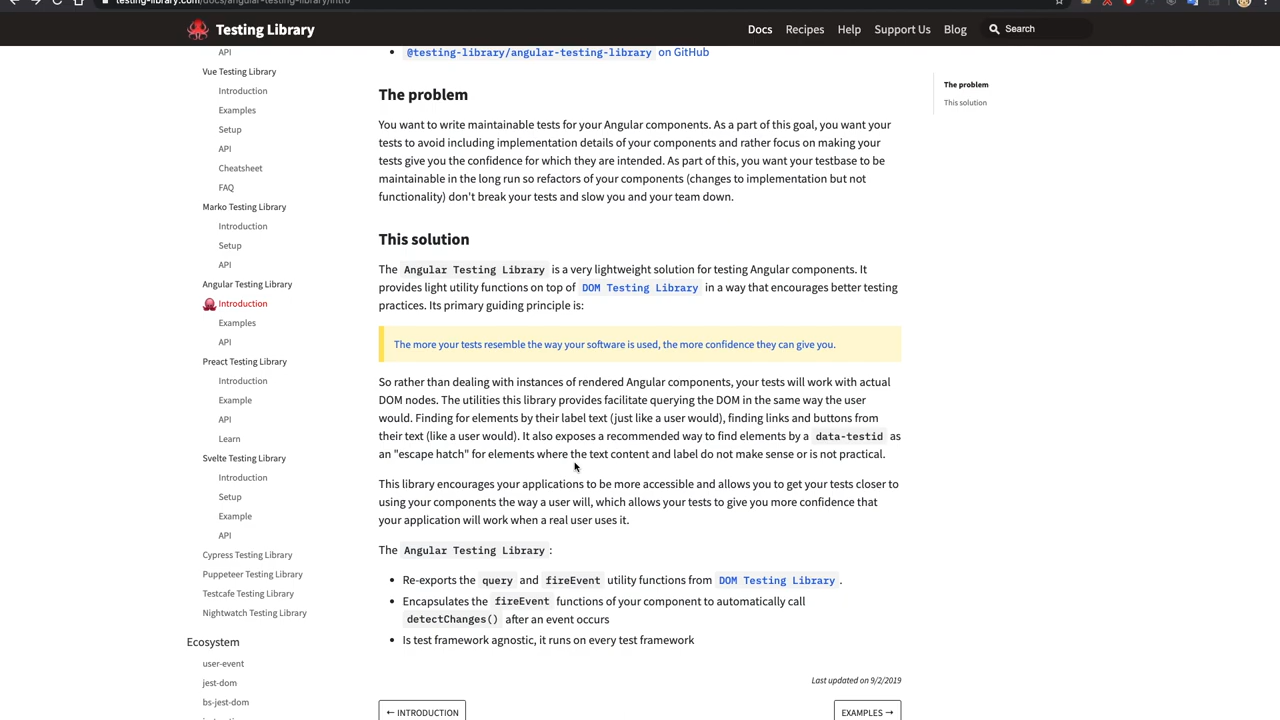 testing-library.com/docs/angular-testing-library/intro
Testing Library
Docs
Recipes
Help
Support Us
Blog
Search
API
Vue Testing Library
Introduction
Examples
Setup
API
Cheatsheet
FAQ
Marko Testing Library
Introduction
Setup
API
Angular Testing Library
Introduction
Examples
API
Preact Testing Library
Introduction
Example
API
Learn
Svelte Testing Library
Introduction
Setup
Example
API
Cypress Testing Library
Puppeteer Testing Library
Testcafe Testing Library
Nightwatch Testing Library
Ecosystem
user-event
jest-dom
bs-jest-dom
@testing-library/angular-testing-library on GitHub
The problem
You want to write maintainable tests for your Angular components. As a part of this goal, you want your
tests to avoid including implementation details of your components and rather focus on making your
tests give you the confidence for which they are intended. As part of this, you want your testbase to be
maintainable in the long run so refactors of your components (changes to implementation but not
functionality) don't break your tests and slow you and your team down.
This solution
The Angular Testing Library is a very lightweight solution for testing Angular components. It
provides light utility functions on top of DOM Testing Library in a way that encourages better testing
practices. Its primary guiding principle is:
The more your tests resemble the way your software is used, the more confidence they can give you.
So rather than dealing with instances of rendered Angular components, your tests will work with actual
DOM nodes. The utilities this library provides facilitate querying the DOM in the same way the user
would. Finding for elements by their label text (just like a user would), finding links and buttons from
their text (like a user would). It also exposes a recommended way to find elements by a data-testid as
an "escape hatch" for elements where the text content and label do not make sense or is not practical.
This library encourages your applications to be more accessible and allows you to get your tests closer to
using your components the way a user will, which allows your tests to give you more confidence that
your application will work when a real user uses it.
The Angular Testing Library :
• Re-exports the query and fireEvent utility functions from DOM Testing Library .
• Encapsulates the fireEvent functions of your component to automatically call
detectChanges() after an event occurs
• Is test framework agnostic, it runs on every test framework
Last updated on 9/2/2019
← INTRODUCTION
EXAMPLES →
The problem
This solution